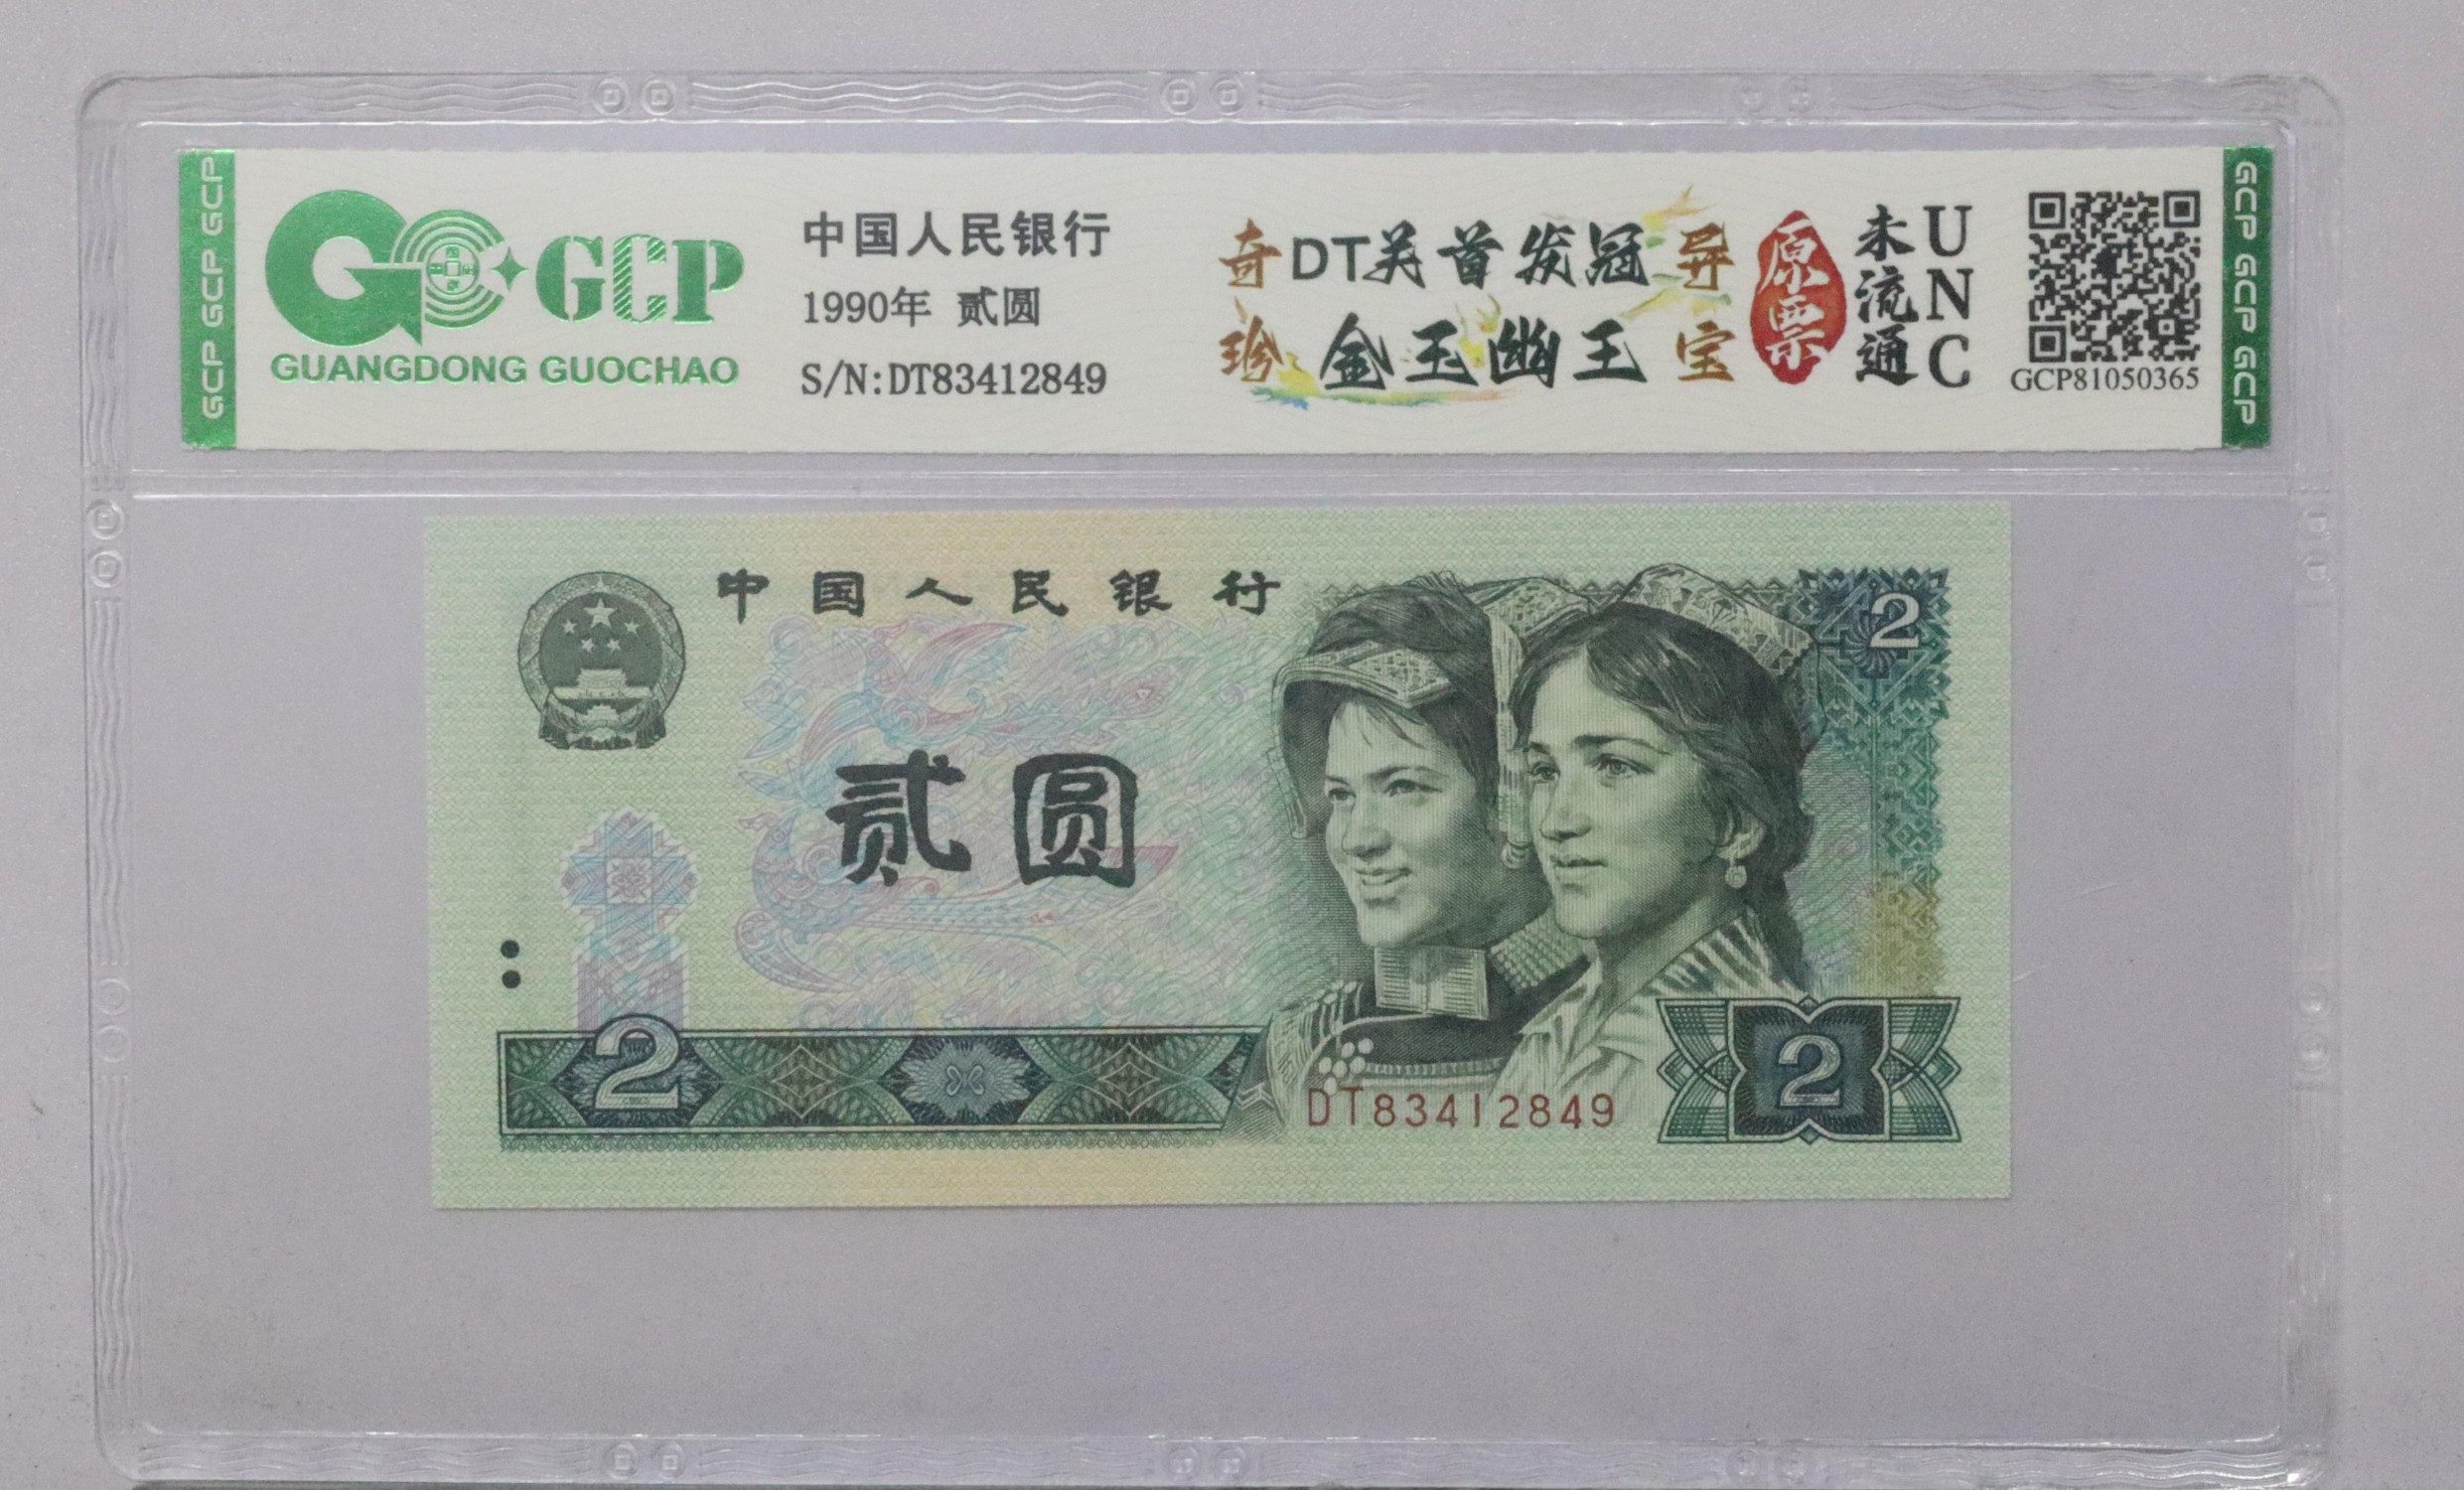 GCP GCP GCP
GCP
GUANGDONG GUOCHAO
中国人民银行
1990年 贰圆
S/N:DT83412849
奇珍
DT关首发冠
金玉幽王
异宝
原票
未流通
UNC
GCP81050365
GCP GCP GCP
中国人民银行
2
贰圆
2
DT83412849
2